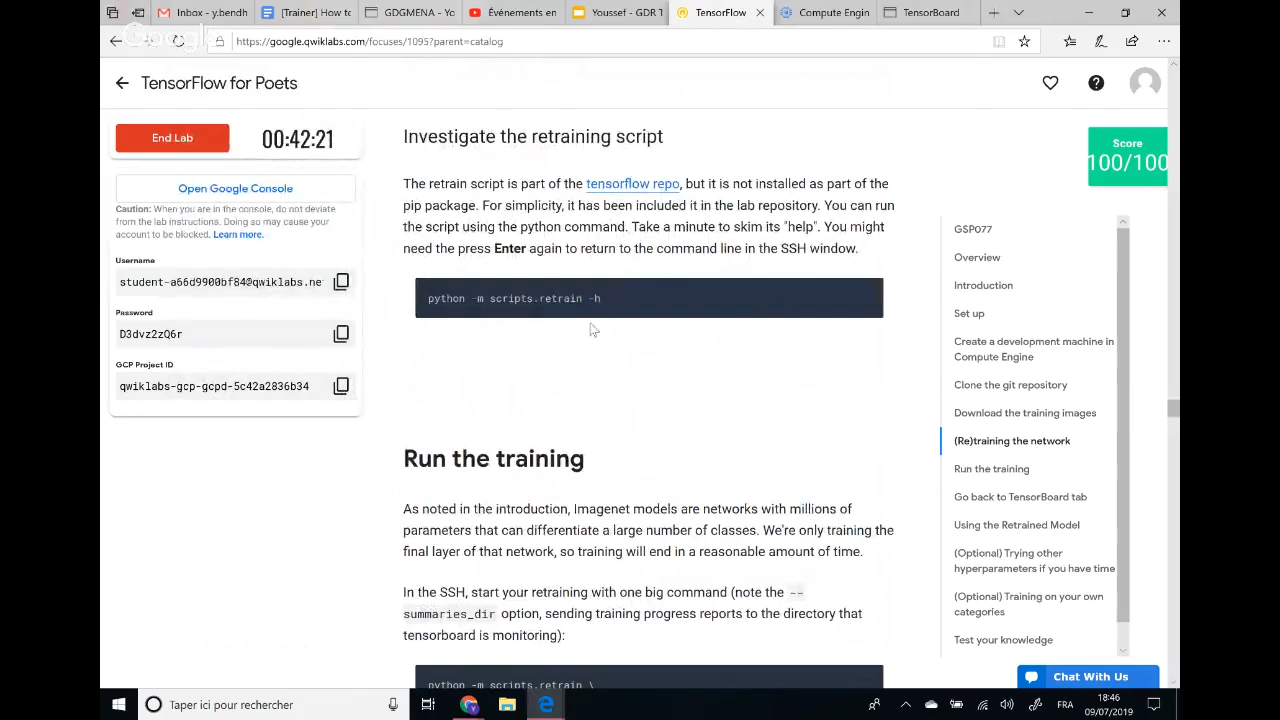 Inbox - y.bendh
[Trainer] How to
GDGMENA - Yo
Événements en
Youssef - GDR T
TensorFlow
Compute Engin
TensorBoard
https://google.qwiklabs.com/focuses/1095?parent=catalog
TensorFlow for Poets
End Lab
00:42:21
Open Google Console
Caution: When you are in the console, do not deviate
from the lab instructions. Doing so may cause your
account to be blocked. Learn more.
Username
student-a66d9900bf84@qwiklabs.ne
Password
D3dvz2zQ6r
GCP Project ID
qwiklabs-gcp-gcpd-5c42a2836b34
Investigate the retraining script
The retrain script is part of the tensorflow repo, but it is not installed as part of the
pip package. For simplicity, it has been included it in the lab repository. You can run
the script using the python command. Take a minute to skim its "help". You might
need the press Enter again to return to the command line in the SSH window.
python -m scripts.retrain -h
Run the training
As noted in the introduction, Imagenet models are networks with millions of
parameters that can differentiate a large number of classes. We're only training the
final layer of that network, so training will end in a reasonable amount of time.
In the SSH, start your retraining with one big command (note the --
summaries_dir option, sending training progress reports to the directory that
tensorboard is monitoring):
python -m scripts.retrain \
Score
100/100
GSP077
Overview
Introduction
Set up
Create a development machine in
Compute Engine
Clone the git repository
Download the training images
(Re)training the network
Run the training
Go back to TensorBoard tab
Using the Retrained Model
(Optional) Trying other
hyperparameters if you have time
(Optional) Training on your own
categories
Test your knowledge
Chat With Us
Taper ici pour rechercher
FRA
18:46
09/07/2019